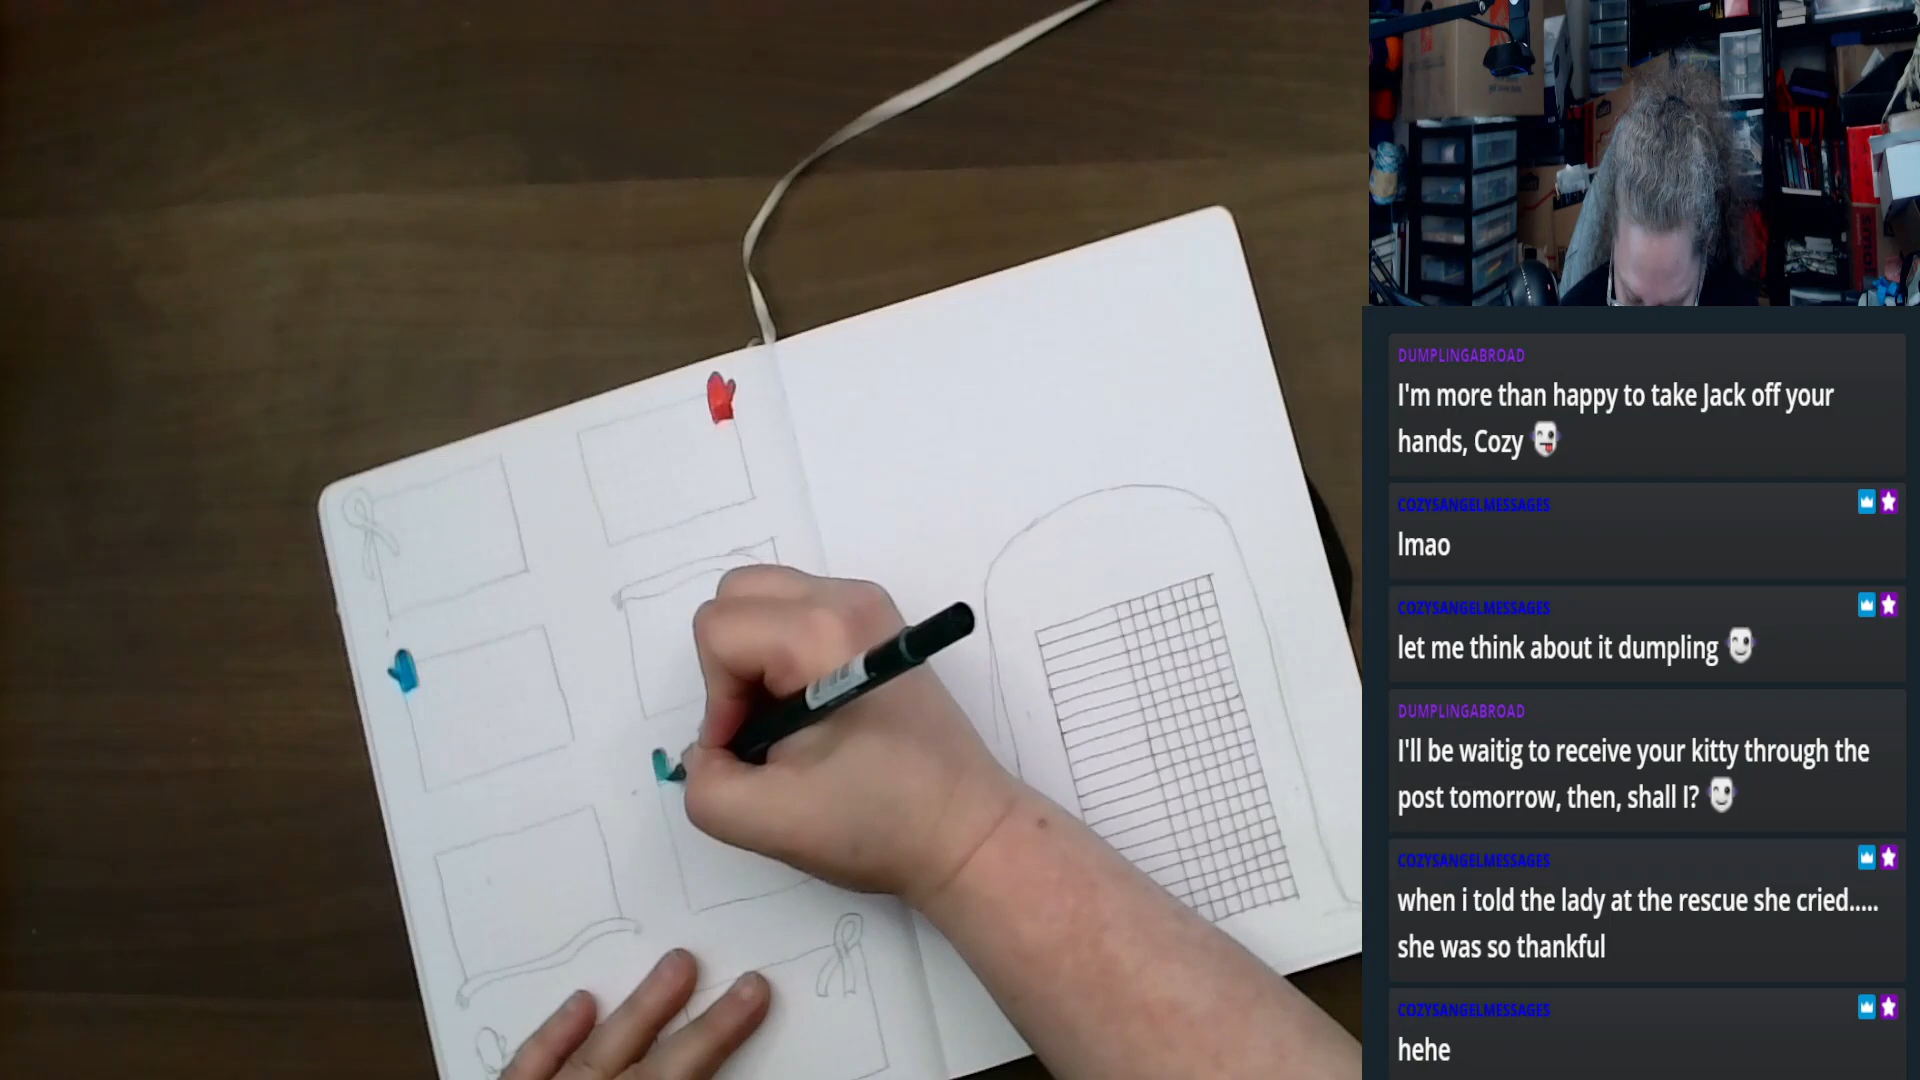 DUMPLINGABROAD
I'm more than happy to take Jack off your
hands, Cozy
COZYSANGELMESSAGES
lmao
COZYSANGELMESSAGES
let me think about it dumpling
DUMPLINGABROAD
I'll be waitig to receive your kitty through the
post tomorrow, then, shall I?
COZYSANGELMESSAGES
when i told the lady at the rescue she cried.....
she was so thankful
COZYSANGELMESSAGES
hehe